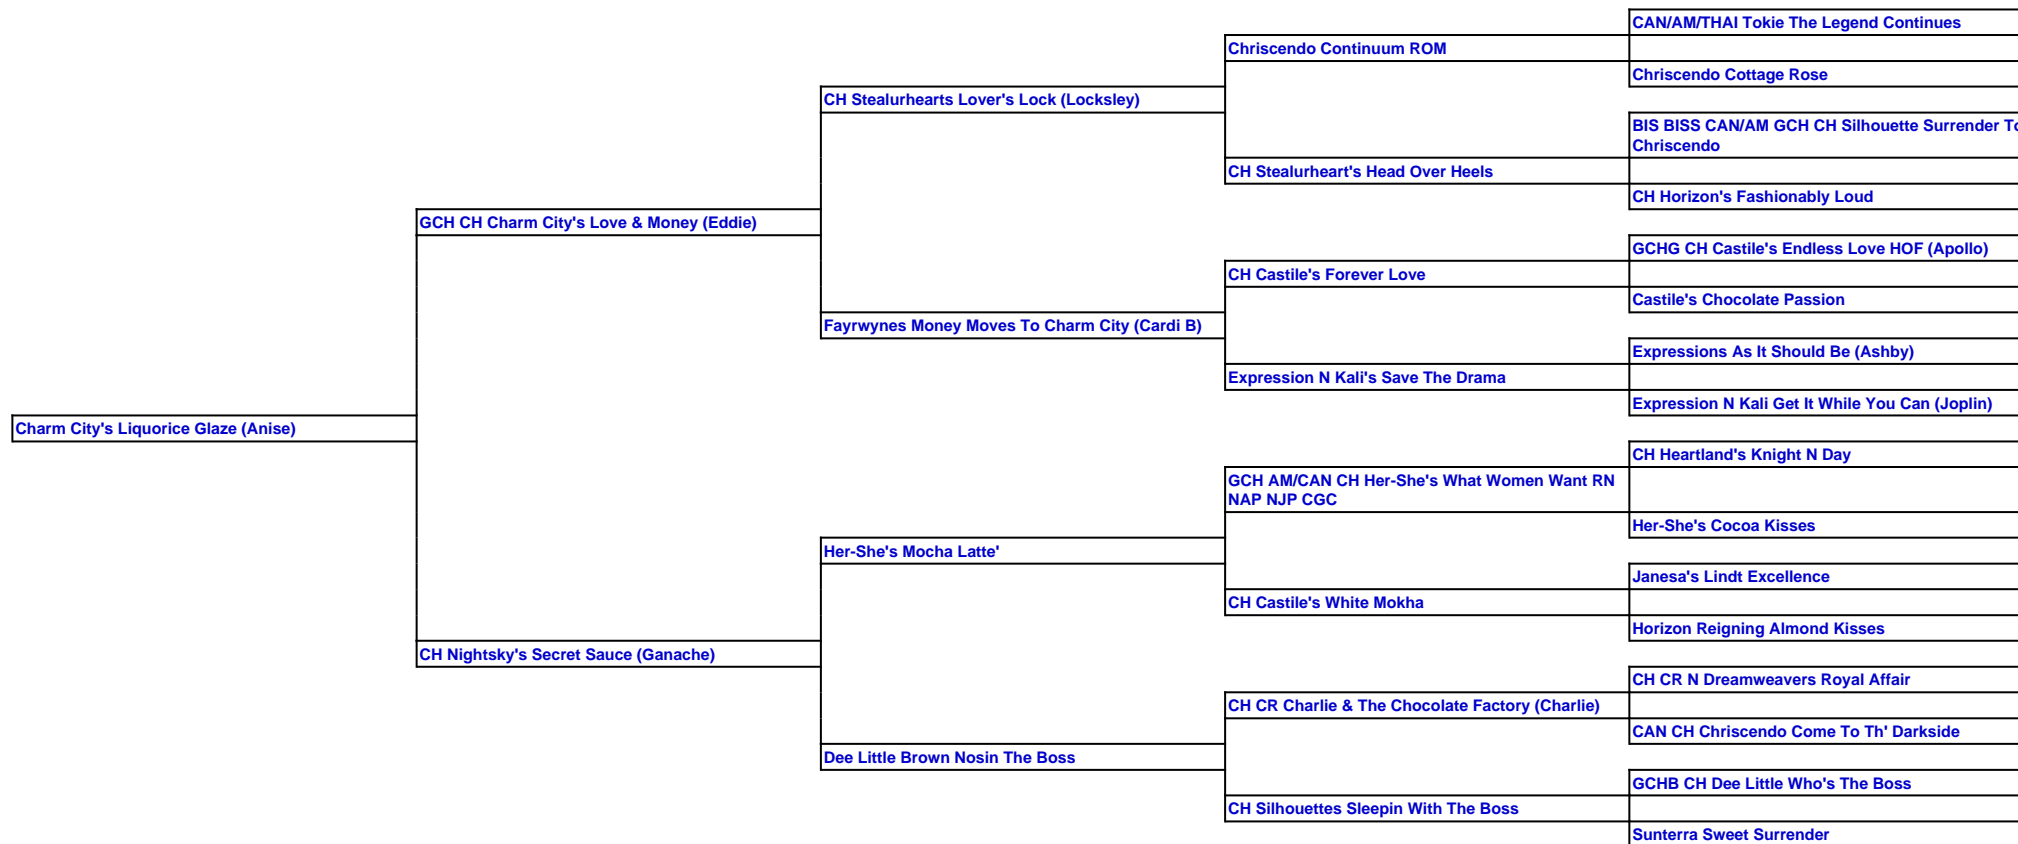 CAN/AM/THAI Tokie The Legend Continues
Chriscendo Continuum ROM
Chriscendo Cottage Rose
CH Stealurhearts Lover's Lock (Locksley)
BIS BISS CAN/AM GCH CH Silhouette Surrender To
Chriscendo
CH Stealurheart's Head Over Heels
CH Horizon's Fashionably Loud
GCH CH Charm City's Love & Money (Eddie)
GCHG CH Castile's Endless Love HOF (Apollo)
CH Castile's Forever Love
Castile's Chocolate Passion
Fayrwynes Money Moves To Charm City (Cardi B)
Expressions As It Should Be (Ashby)
Expression N Kali's Save The Drama
Expression N Kali Get It While You Can (Joplin)
Charm City's Liquorice Glaze (Anise)
CH Heartland's Knight N Day
GCH AM/CAN CH Her-She's What Women Want RN
NAP NJP CGC
Her-She's Cocoa Kisses
Her-She's Mocha Latte'
Janesa's Lindt Excellence
CH Castile's White Mokha
Horizon Reigning Almond Kisses
CH Nightsky's Secret Sauce (Ganache)
CH CR N Dreamweavers Royal Affair
CH CR Charlie & The Chocolate Factory (Charlie)
CAN CH Chriscendo Come To Th' Darkside
Dee Little Brown Nosin The Boss
GCHB CH Dee Little Who's The Boss
CH Silhouettes Sleepin With The Boss
Sunterra Sweet Surrender